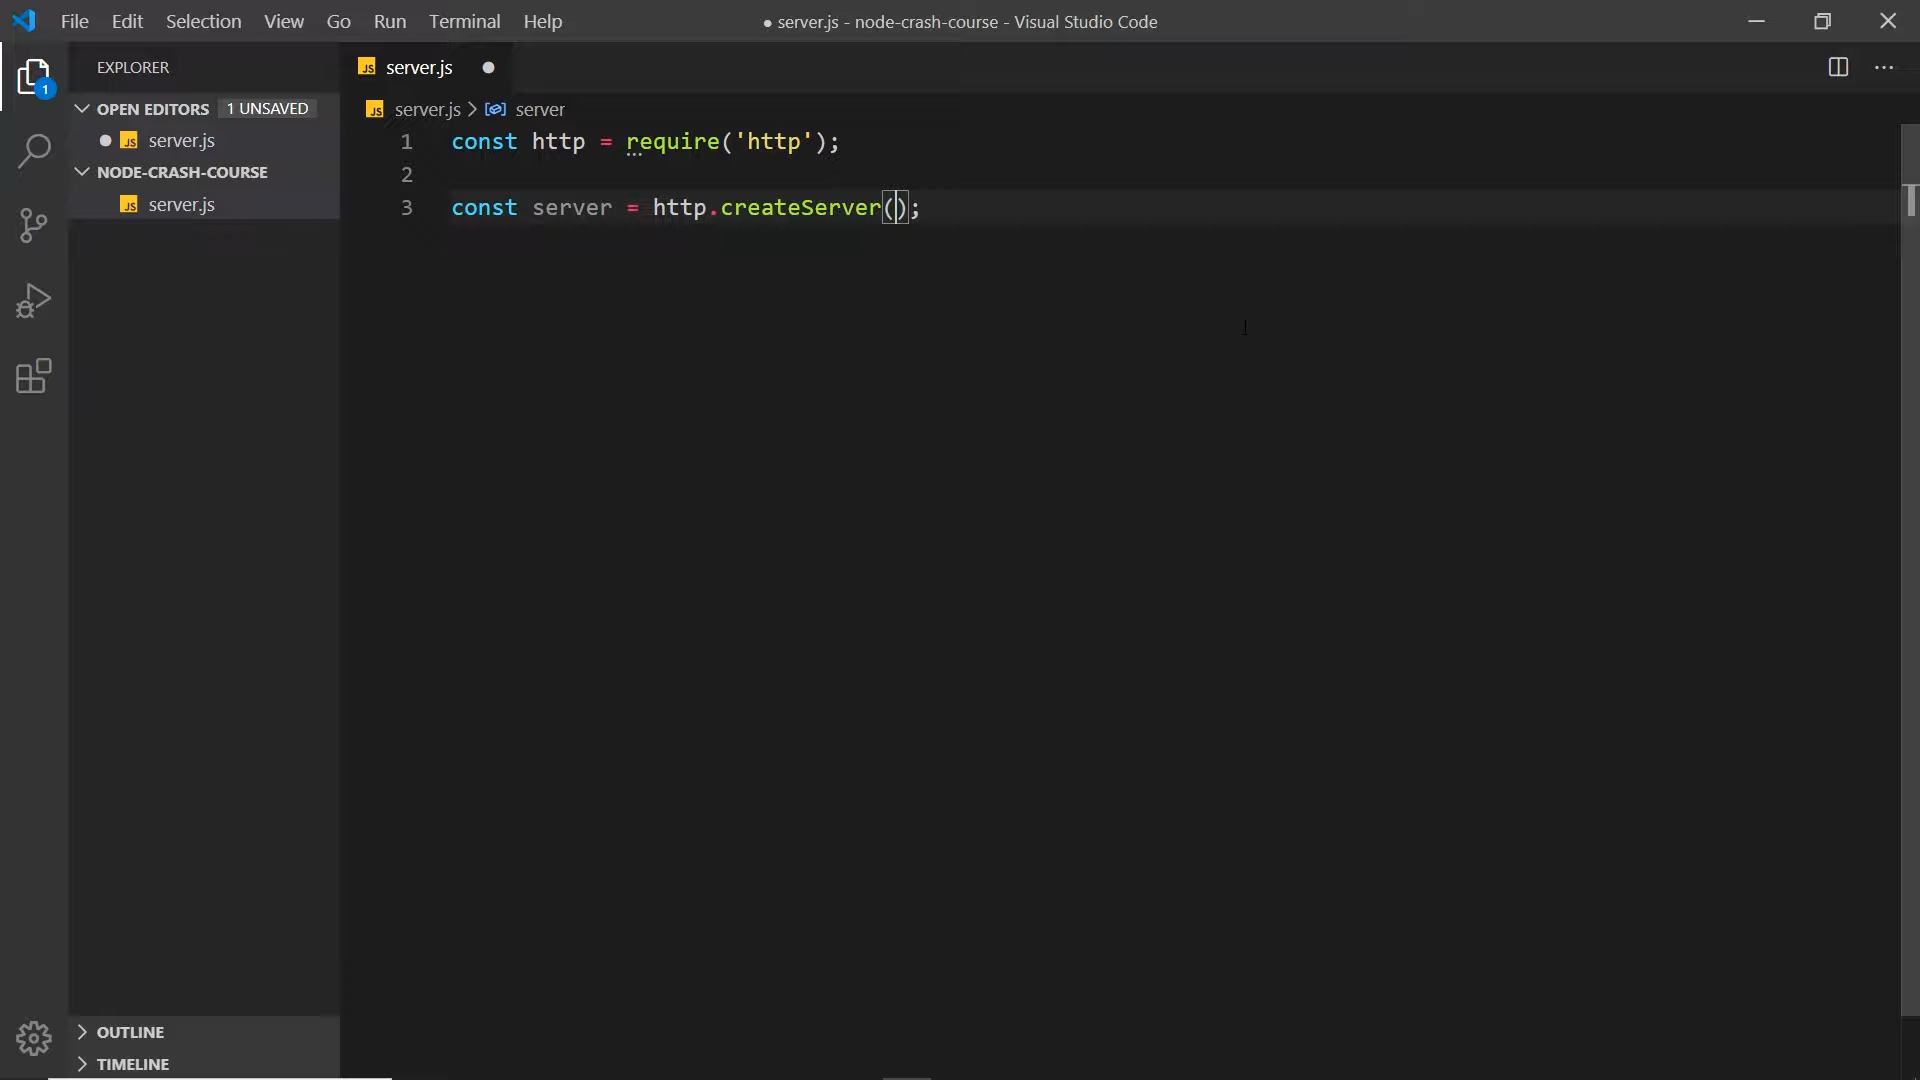 File Edit Selection View Go Run Terminal Help
● server.js - node-crash-course - Visual Studio Code
EXPLORER
1
OPEN EDITORS 1 UNSAVED
JS server.js
NODE-CRASH-COURSE
JS server.js
OUTLINE
TIMELINE
JS server.js
JS server.js > server
1 const http = require('http');
2
3 const server = http.createServer();